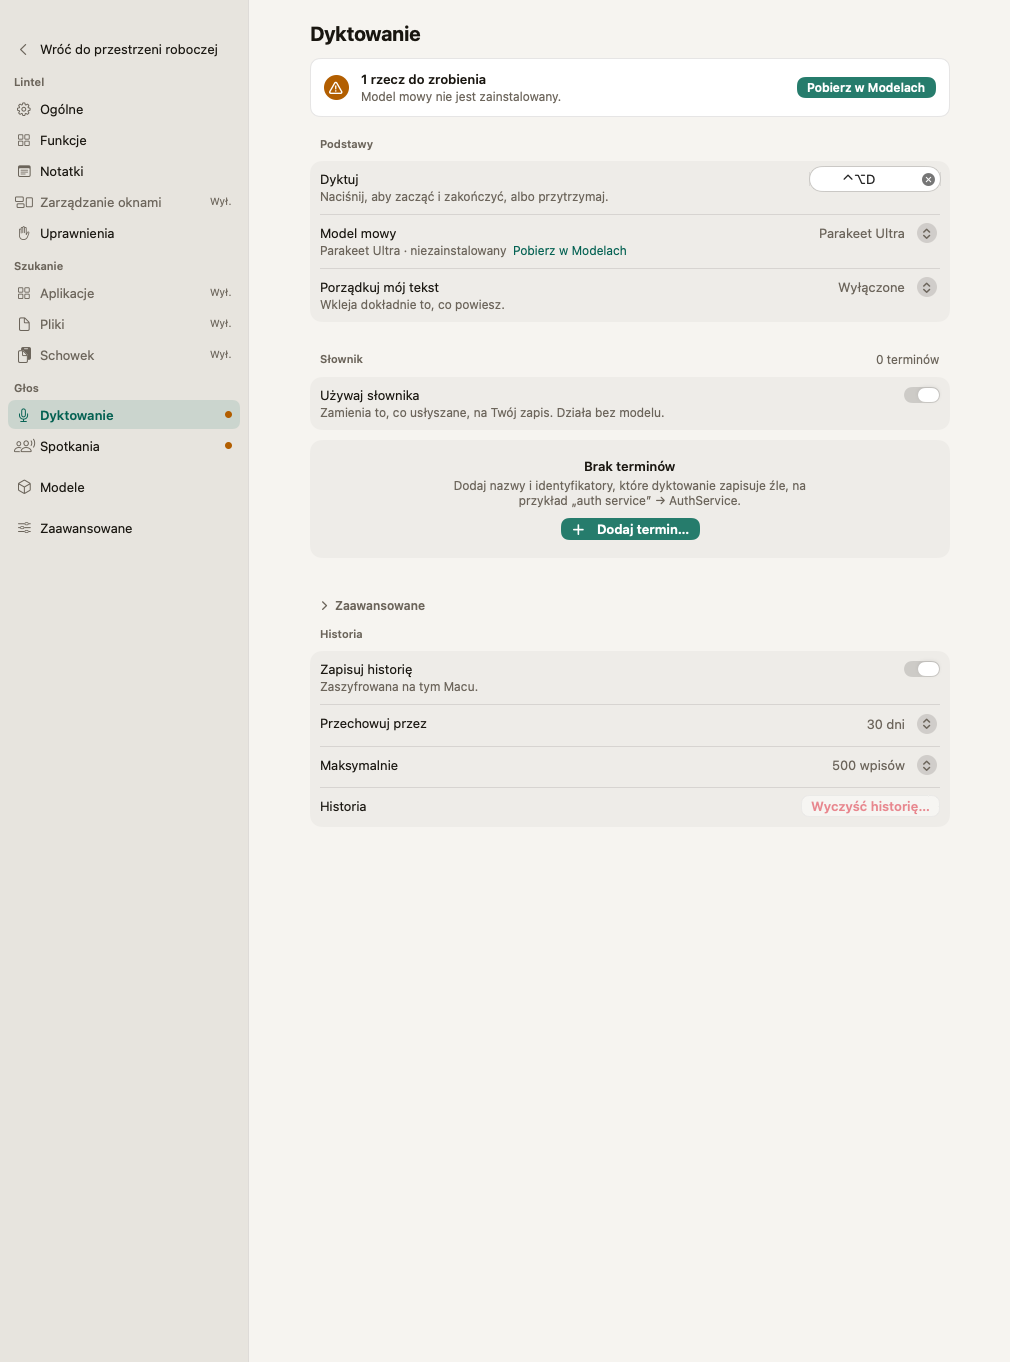 Wróć do przestrzeni roboczej
Lintel
Ogólne
Funkcje
Notatki
Zarządzanie oknami Wył.
Uprawnienia
Szukanie
Aplikacje Wył.
Pliki Wył.
Schowek Wył.
Głos
Dyktowanie
Spotkania
Modele
Zaawansowane
Dyktowanie
1 rzecz do zrobienia
Model mowy nie jest zainstalowany.
Pobierz w Modelach
Podstawy
Dyktuj
Naciśnij, aby zacząć i zakończyć, albo przytrzymaj.
⌃⌥D
Model mowy
Parakeet Ultra · niezainstalowany Pobierz w Modelach
Parakeet Ultra
Porządkuj mój tekst
Wkleja dokładnie to, co powiesz.
Wyłączone
Słownik
0 terminów
Używaj słownika
Zamienia to, co usłyszane, na Twój zapis. Działa bez modelu.
Brak terminów
Dodaj nazwy i identyfikatory, które dyktowanie zapisuje źle, na
przykład „auth service” → AuthService.
Dodaj termin...
Zaawansowane
Historia
Zapisuj historię
Zaszyfrowana na tym Macu.
Przechowuj przez
30 dni
Maksymalnie
500 wpisów
Historia
Wyczyść historię...